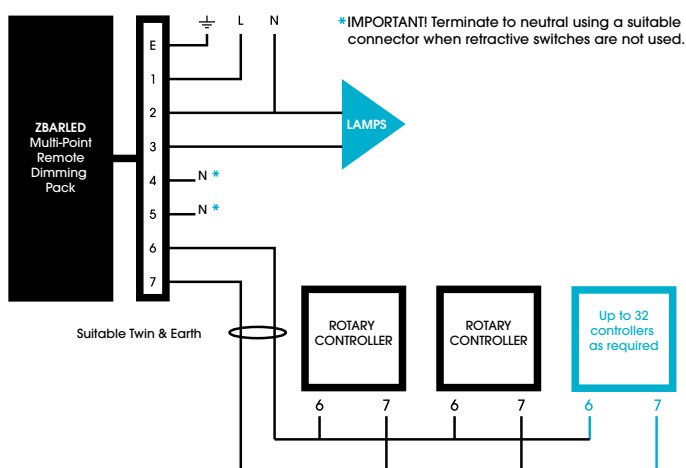 L N
*IMPORTANT! Terminate to neutral using a suitable
connector when retractive switches are not used.
E
1
2
3
4
5
6
7
ZBARLED
Multi-Point
Remote
Dimming
Pack
LAMPS
N *
N *
Suitable Twin & Earth
ROTARY
CONTROLLER
ROTARY
CONTROLLER
Up to 32
controllers
as required
6 7 6 7 6 7